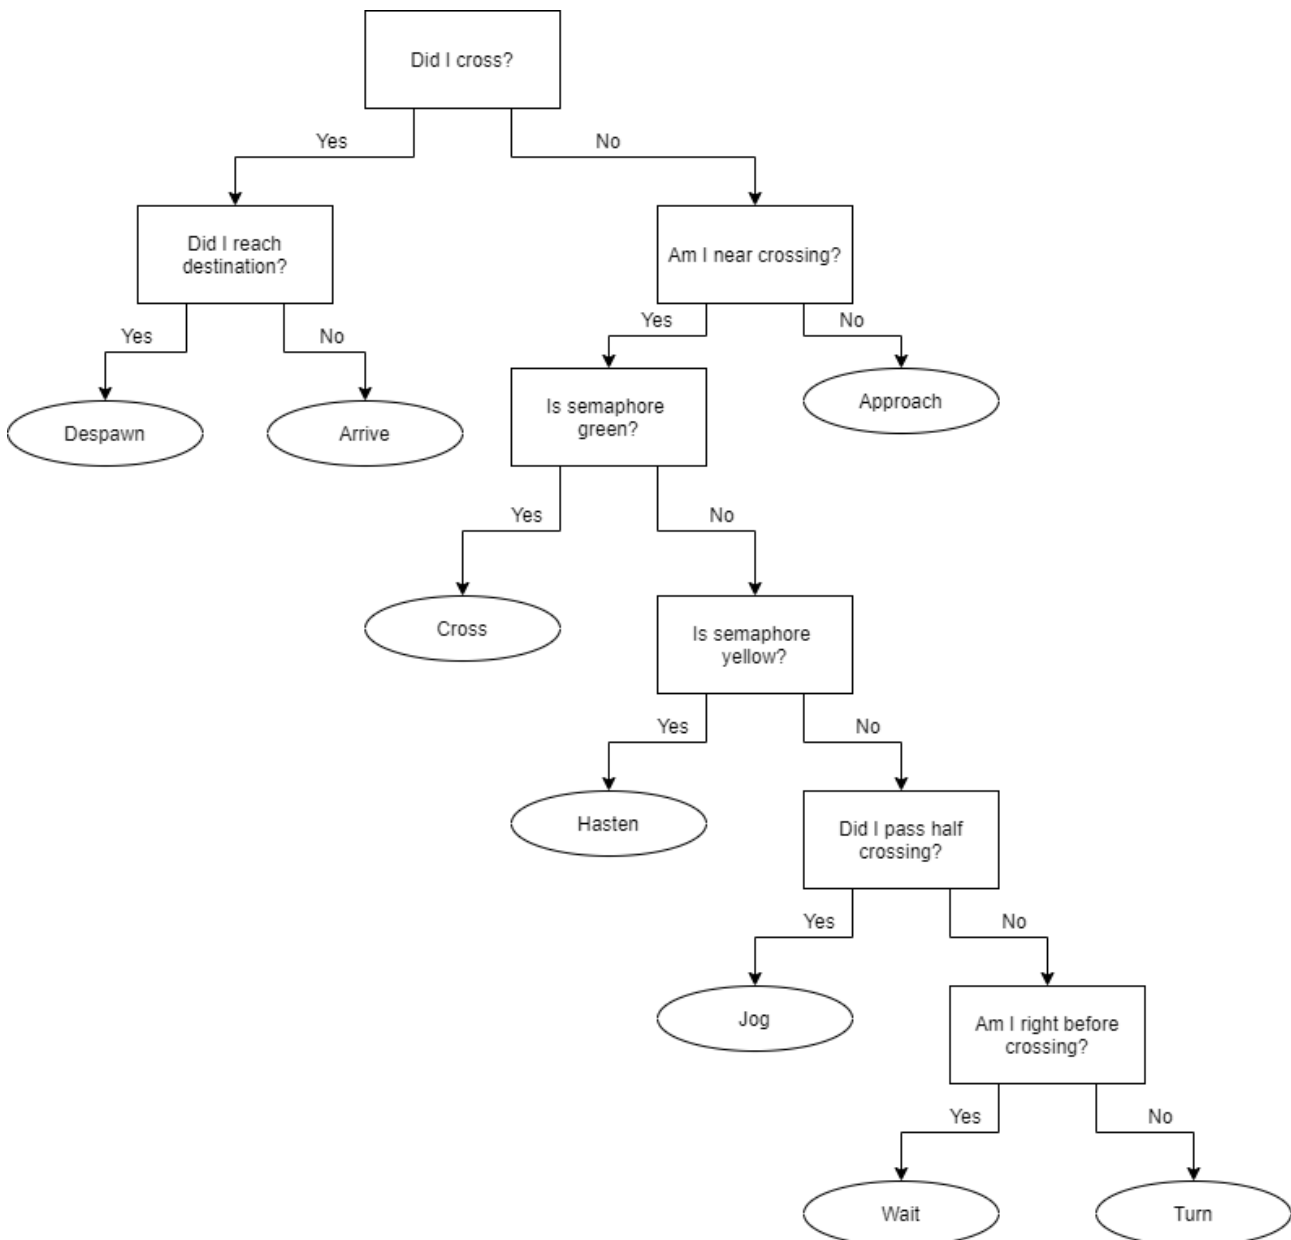 Did I cross?
Yes
No
Did I reach
destination?
Am I near crossing?
Yes
No
Yes
No
Despawn
Arrive
Is semaphore
green?
Approach
Yes
No
Cross
Is semaphore
yellow?
Yes
No
Hasten
Did I pass half
crossing?
Yes
No
Jog
Am I right before
crossing?
Yes
No
Wait
Turn